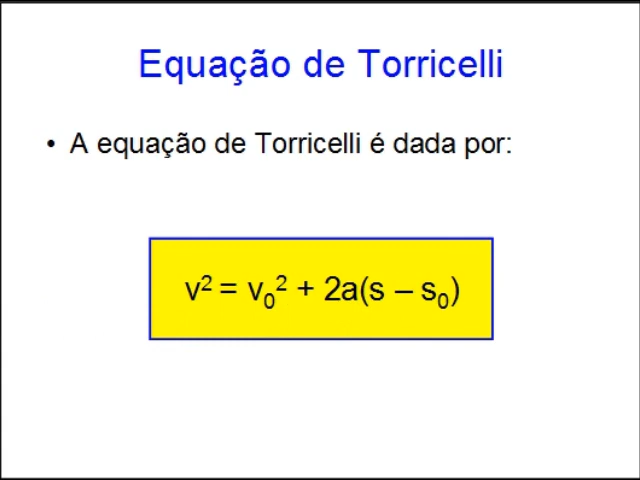 Equação de Torricelli
• A equação de Torricelli é dada por:
v² = v₀² + 2a(s – s₀)